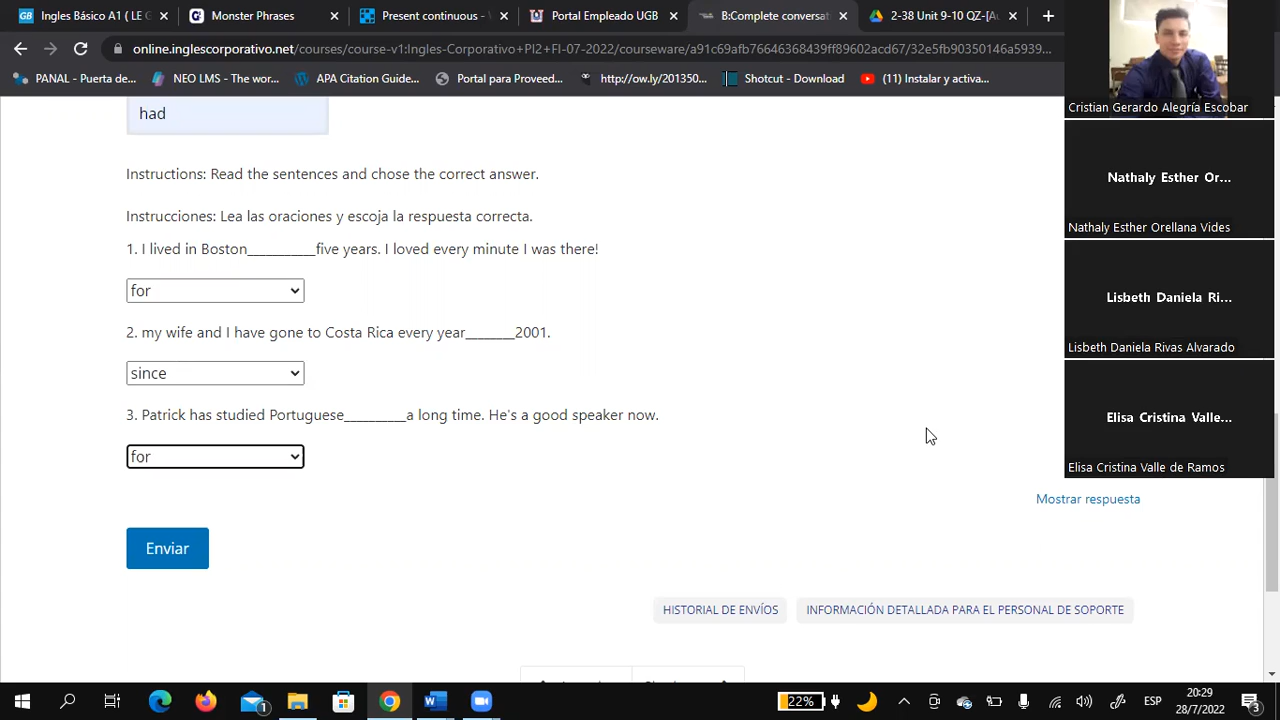 Ingles Básico A1 ( LE G
Monster Phrases
Present continuous -
Portal Empleado UGB
B:Complete conversat
2-38 Unit 9-10 QZ-[Au
online.inglescorporativo.net/courses/course-v1:Ingles-Corporativo+PI2+FI-07-2022/courseware/a91c69afb76646368439ff89602acd6f/2e5fb90350146a5939...
PANAL - Puerta de...
NEO LMS - The wor...
APA Citation Guide...
Portal para Proveed...
http://ow.ly/201350...
Shotcut - Download
(11) Instalar y activa...
had
Instructions: Read the sentences and chose the correct answer.
Instrucciones: Lea las oraciones y escoja la respuesta correcta.
1. I lived in Boston__________five years. I loved every minute I was there!
for
2. my wife and I have gone to Costa Rica every year_______2001.
since
3. Patrick has studied Portuguese_________a long time. He's a good speaker now.
for
Mostrar respuesta
Enviar
HISTORIAL DE ENVÍOS
INFORMACIÓN DETALLADA PARA EL PERSONAL DE SOPORTE
Cristian Gerardo Alegría Escobar
Nathaly Esther Or...
Nathaly Esther Orellana Vides
Lisbeth Daniela Ri...
Lisbeth Daniela Rivas Alvarado
Elisa Cristina Valle...
Elisa Cristina Valle de Ramos
1
22%
ESP
20:29
28/7/2022
3